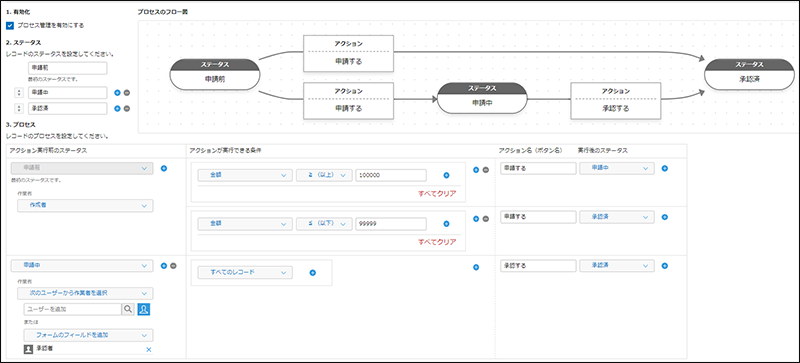 1. 有効化
プロセス管理を有効にする
2. ステータス
レコードのステータスを設定してください。
申請前
最初のステータスです。
申請中
承認済
プロセスのフロー図
ステータス
申請前
アクション
申請する
アクション
申請する
ステータス
申請中
アクション
承認する
ステータス
承認済
3. プロセス
レコードのプロセスを設定してください。
アクション実行前のステータス
アクションが実行できる条件
アクション名（ボタン名）
実行後のステータス
申請前
最初のステータスです。
作業者
作成者
金額
≧（以上）
100000
すべてクリア
申請する
申請中
金額
≦（以下）
99999
すべてクリア
申請する
承認済
申請中
作業者
次のユーザーから作業者を選択
ユーザーを追加
または
フォームのフィールドを追加
承認者
すべてのレコード
承認する
承認済